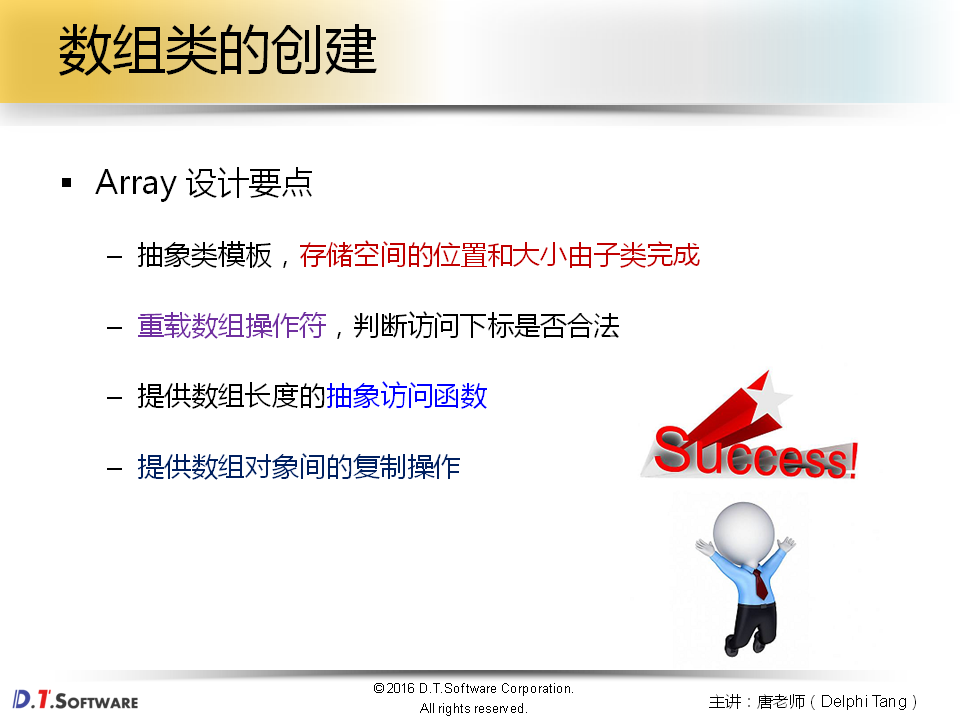 数组类的创建
▪ Array 设计要点
– 抽象类模板，存储空间的位置和大小由子类完成
– 重载数组操作符，判断访问下标是否合法
– 提供数组长度的抽象访问函数
– 提供数组对象间的复制操作
Success!
D.T.SOFTWARE
©2016 D.T.Software Corporation.
All rights reserved.
主讲：唐老师（Delphi Tang）